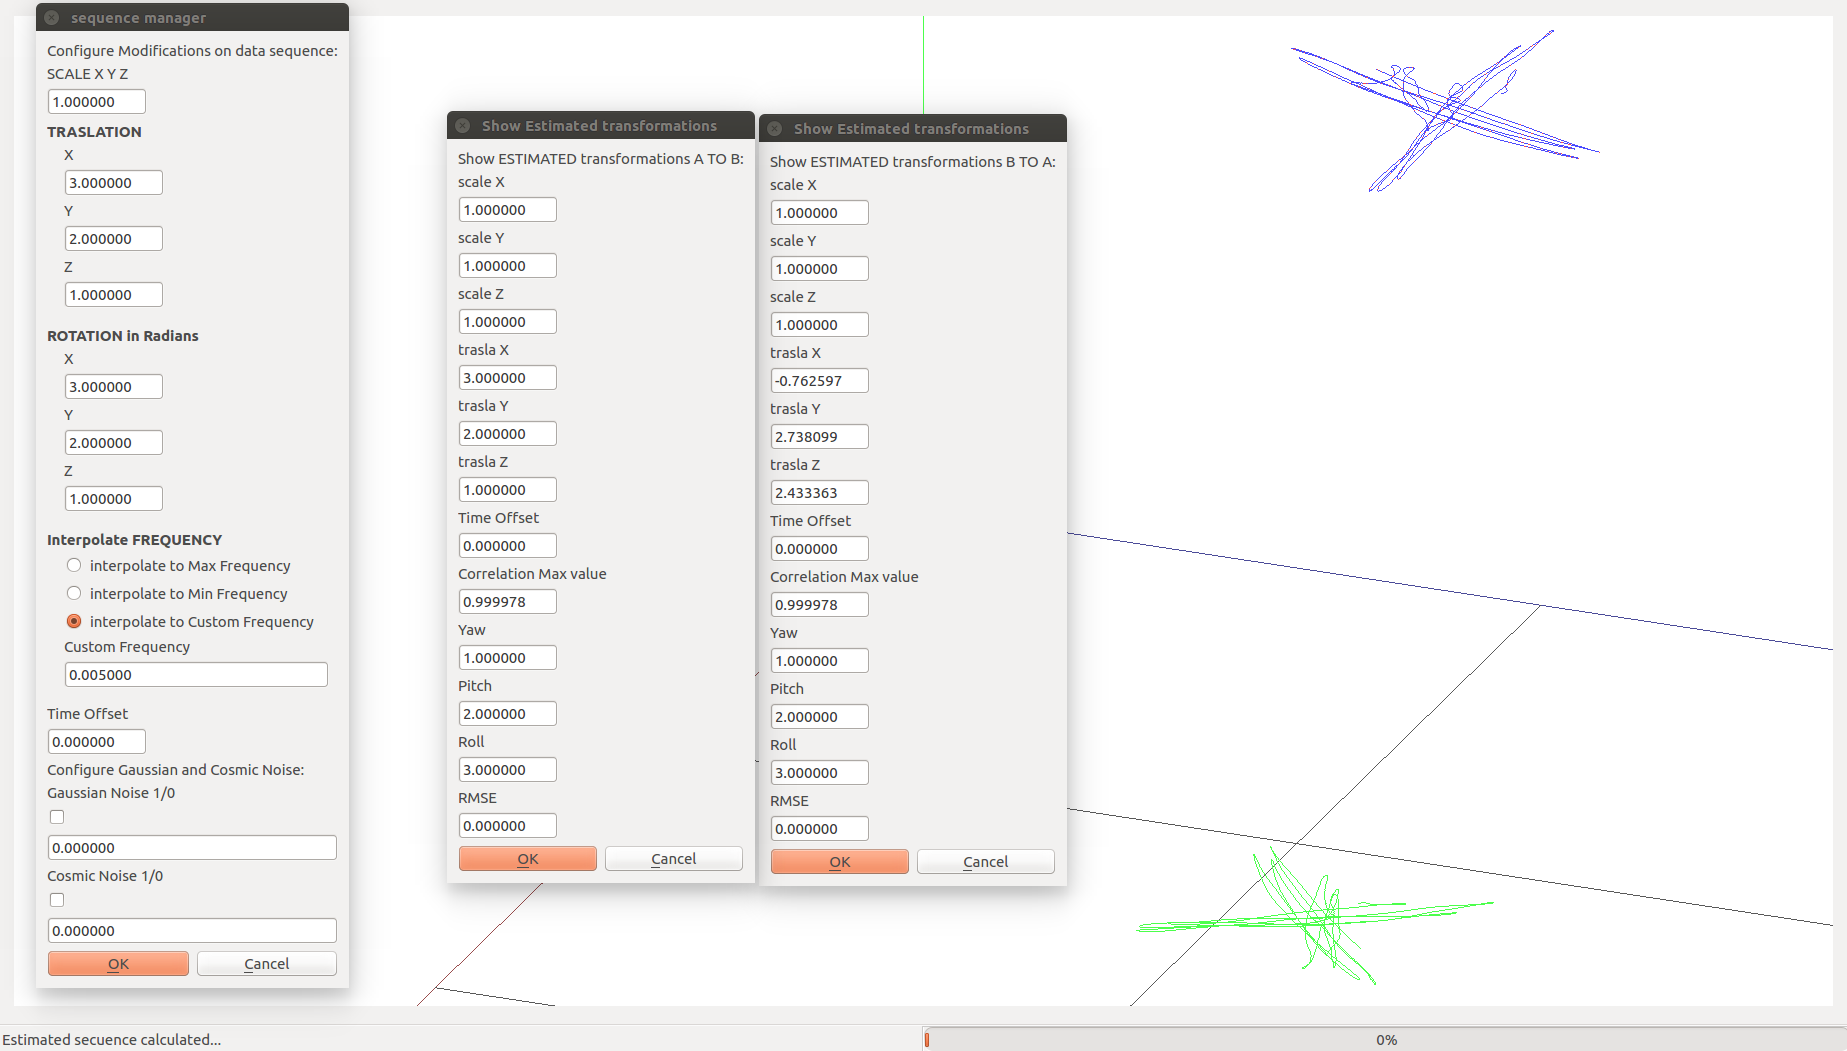 sequence manager
Configure Modifications on data sequence:
SCALE X Y Z
1.000000
TRASLATION
X
3.000000
Y
2.000000
Z
1.000000
ROTATION in Radians
X
3.000000
Y
2.000000
Z
1.000000
Interpolate FREQUENCY
interpolate to Max Frequency
interpolate to Min Frequency
interpolate to Custom Frequency
Custom Frequency
0.005000
Time Offset
0.000000
Configure Gaussian and Cosmic Noise:
Gaussian Noise 1/0
0.000000
Cosmic Noise 1/0
0.000000
OK Cancel
Show Estimated transformations
Show ESTIMATED transformations A TO B:
scale X
1.000000
scale Y
1.000000
scale Z
1.000000
trasla X
3.000000
trasla Y
2.000000
trasla Z
1.000000
Time Offset
0.000000
Correlation Max value
0.999978
Yaw
1.000000
Pitch
2.000000
Roll
3.000000
RMSE
0.000000
OK Cancel
Show Estimated transformations
Show ESTIMATED transformations B TO A:
scale X
1.000000
scale Y
1.000000
scale Z
1.000000
trasla X
-0.762597
trasla Y
2.738099
trasla Z
2.433363
Time Offset
0.000000
Correlation Max value
0.999978
Yaw
1.000000
Pitch
2.000000
Roll
3.000000
RMSE
0.000000
OK Cancel
Estimated secuence calculated...
0%